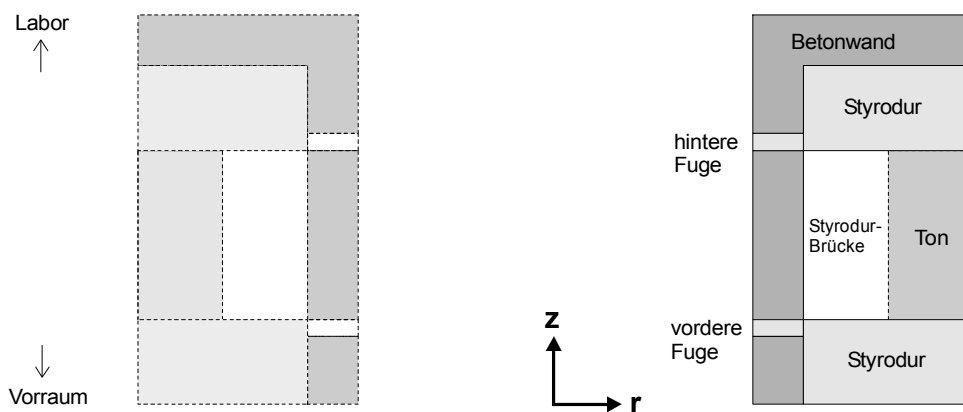 Labor
Vorraum
Betonwand
Styrodur
hintere
Fuge
Styrodur-
Brücke
Ton
z
vordere
Fuge
Styrodur
r